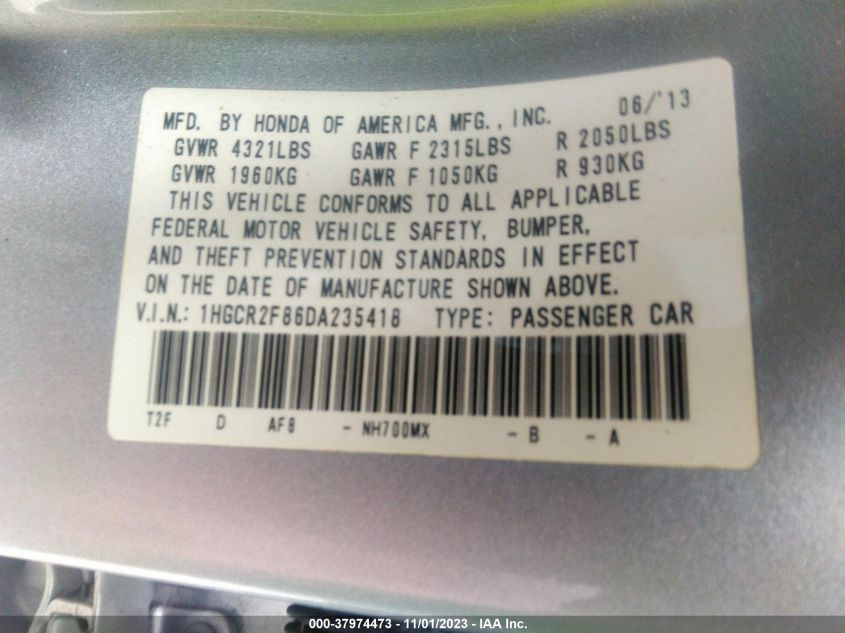 MFD. BY HONDA OF AMERICA MFG., INC. 06/'13
GVWR 4321LBS GAWR F 2315LBS R 2050LBS
GVWR 1960KG GAWR F 1050KG R 930KG
THIS VEHICLE CONFORMS TO ALL APPLICABLE
FEDERAL MOTOR VEHICLE SAFETY, BUMPER,
AND THEFT PREVENTION STANDARDS IN EFFECT
ON THE DATE OF MANUFACTURE SHOWN ABOVE.
V.I.N.: 1HGCR2F86DA235418 TYPE: PASSENGER CAR
T2F D AF8 - NH700MX - B - A
000-37974473 - 11/01/2023 - IAA Inc.